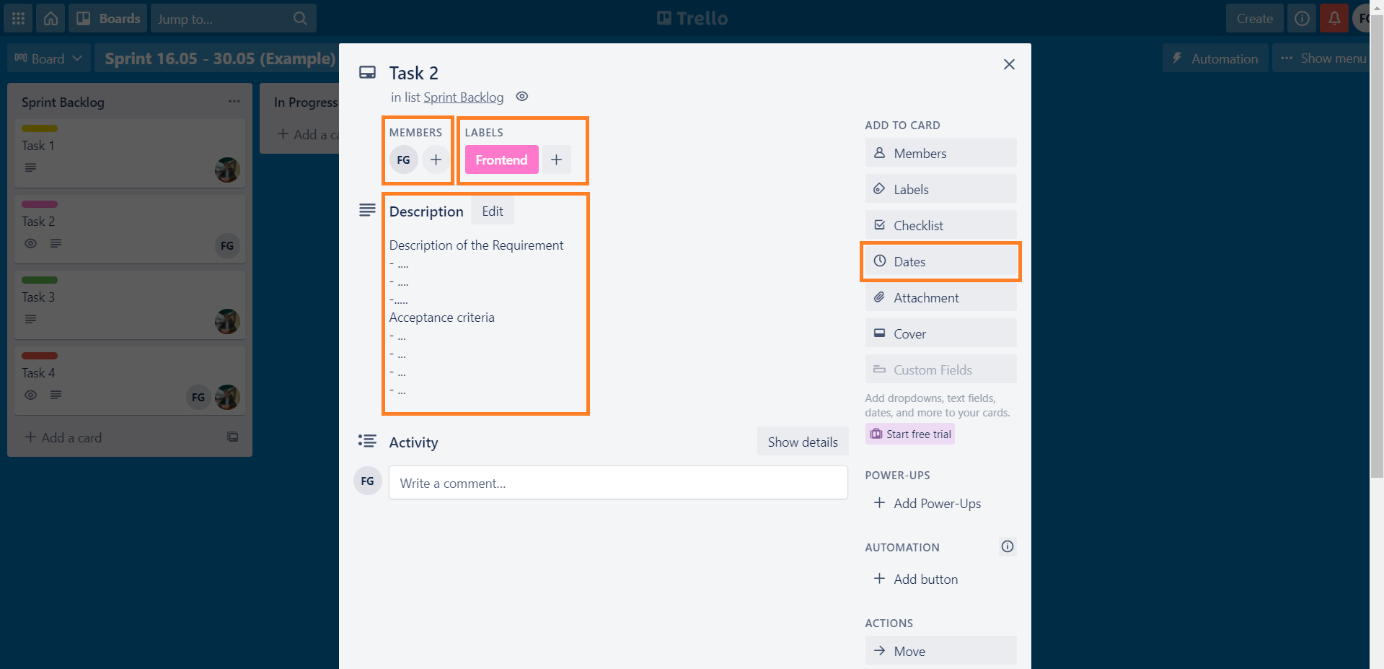 Boards
Jump to...
Trello
Create
FG
Board
Sprint 16.05 - 30.05 (Example)
Automation
Show menu
Sprint Backlog
Task 1
Task 2
FG
Task 3
Task 4
FG
Add a card
In Progress
Add a ca
Task 2
in list Sprint Backlog
MEMBERS
FG
LABELS
Frontend
Description
Edit
Description of the Requirement
- ....
- ....
-.....
Acceptance criteria
- ...
- ...
- ...
- ...
Activity
Show details
FG
Write a comment...
ADD TO CARD
Members
Labels
Checklist
Dates
Attachment
Cover
Custom Fields
Add dropdowns, text fields,
dates, and more to your cards.
Start free trial
POWER-UPS
Add Power-Ups
AUTOMATION
Add button
ACTIONS
Move